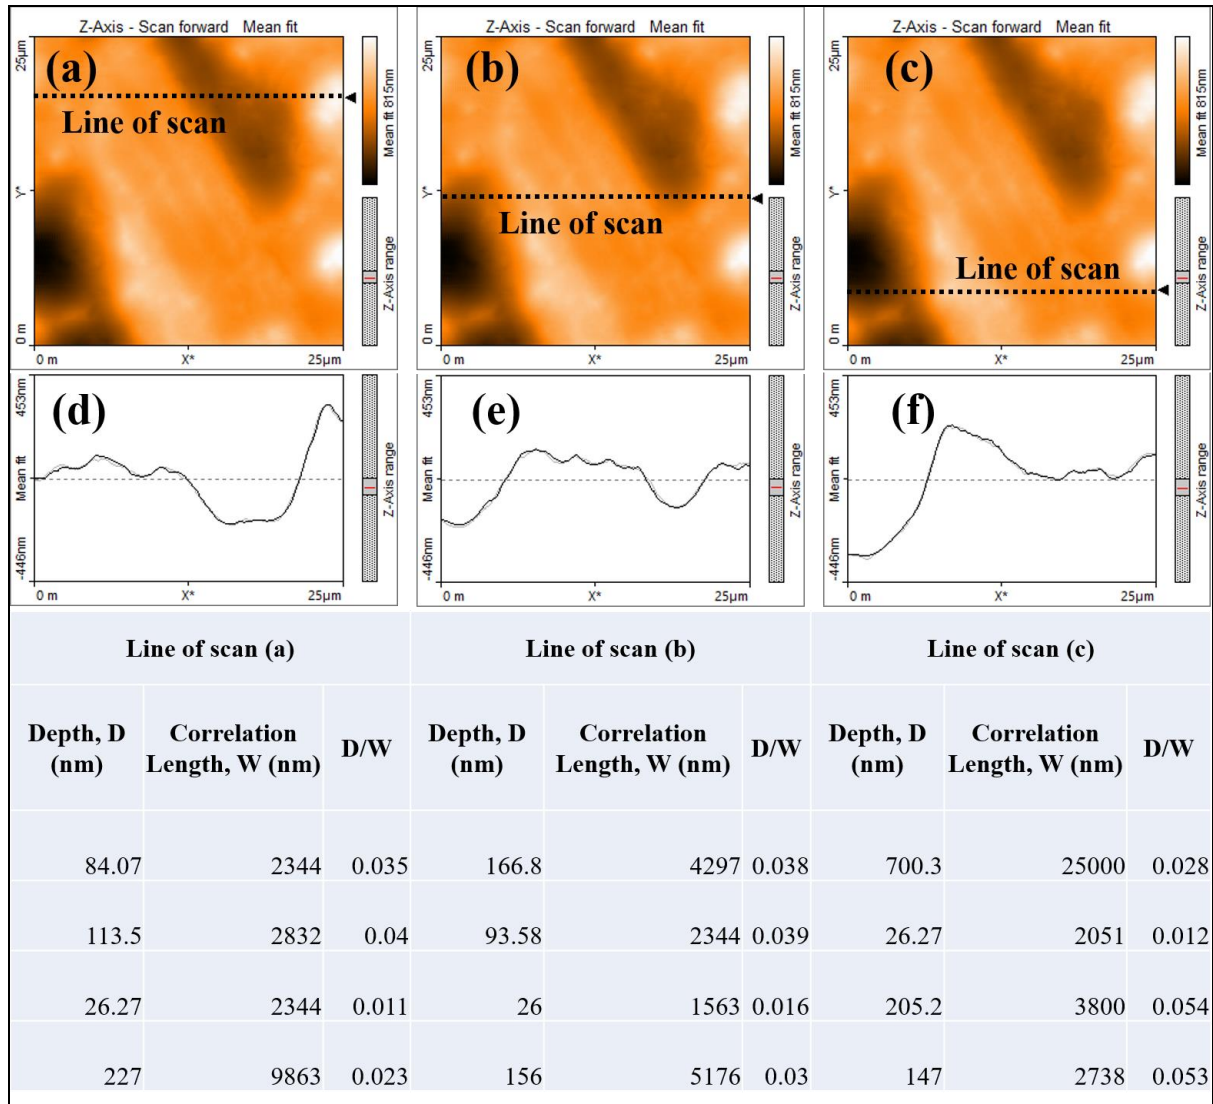 Z-Axis - Scan forward Mean fit
25µm
(a)
Line of scan
Mean fit 815nm
Y*
Z-Axis range
0 m
0 m X* 25µm
Z-Axis - Scan forward Mean fit
25µm
(b)
Line of scan
Mean fit 815nm
Y*
Z-Axis range
0 m
0 m X* 25µm
Z-Axis - Scan forward Mean fit
25µm
(c)
Line of scan
Mean fit 815nm
Y*
Z-Axis range
0 m
0 m X* 25µm
453nm
(d)
Mean fit
-446nm
Z-Axis range
0 m X* 25µm
453nm
(e)
Mean fit
-446nm
Z-Axis range
0 m X* 25µm
453nm
(f)
Mean fit
-446nm
Z-Axis range
0 m X* 25µm
Line of scan (a) Line of scan (b) Line of scan (c)
Depth, D Correlation D/W Depth, D Correlation D/W Depth, D Correlation D/W
(nm) Length, W (nm) (nm) Length, W (nm) (nm) Length, W (nm)
84.07 2344 0.035 166.8 4297 0.038 700.3 25000 0.028
113.5 2832 0.04 93.58 2344 0.039 26.27 2051 0.012
26.27 2344 0.011 26 1563 0.016 205.2 3800 0.054
227 9863 0.023 156 5176 0.03 147 2738 0.053